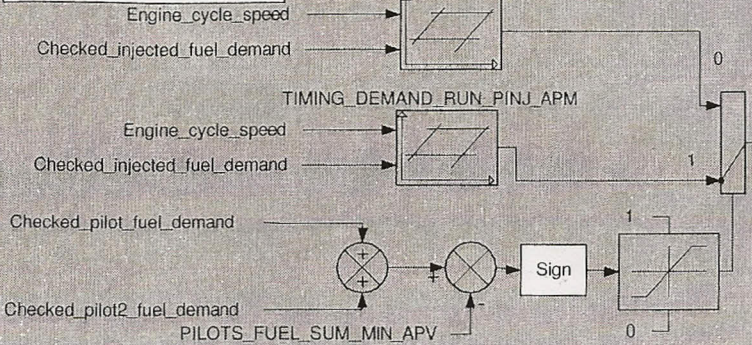 Engine_cycle_speed
Checked_injected_fuel_demand
0
TIMING_DEMAND_RUN_PINJ_APM
Engine_cycle_speed
Checked_injected_fuel_demand
1
Checked_pilot_fuel_demand
1
+
+
+
Sign
-
Checked_pilot2_fuel_demand
PILOTS_FUEL_SUM_MIN_APV
0